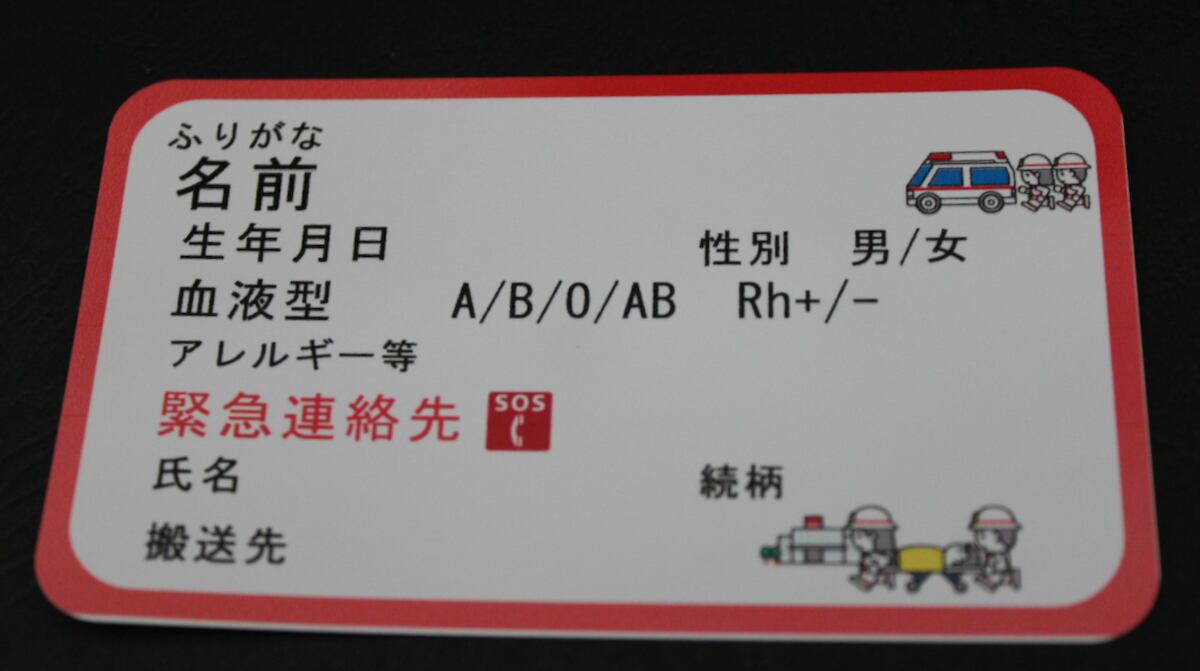 ふりがな
名前
生年月日 性別 男/女
血液型 A/B/O/AB Rh+/-
アレルギー等
緊急連絡先 SOS
氏名 続柄
搬送先